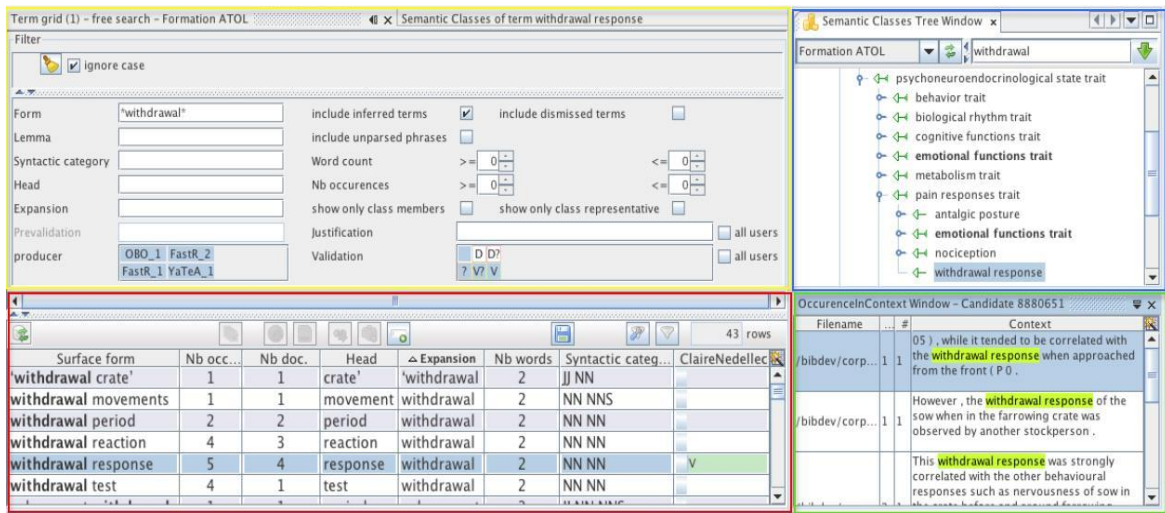 Term grid (1) – free search – Formation ATOL
Semantic Classes of term withdrawal response
Filter
ignore case
Form *withdrawal* include inferred terms include dismissed terms
Lemma include unparsed phrases
Syntactic category Word count >= 0 <= 0
Head Nb occurences >= 0 <= 0
Expansion show only class members show only class representative
Prevalidation Justification all users
producer OBO_1 FastR_2 Validation D D? all users
FastR_1 YaTeA_1 ? V? V
43 rows
Surface form Nb occ... Nb doc. Head Expansion Nb words Syntactic categ... ClaireNedellec
'withdrawal crate' 1 1 crate' 'withdrawal 2 JJ NN
withdrawal movements 1 1 movement withdrawal 2 NN NNS
withdrawal period 2 2 period withdrawal 2 NN NN
withdrawal reaction 4 3 reaction withdrawal 2 NN NN
withdrawal response 5 4 response withdrawal 2 NN NN V
withdrawal test 4 1 test withdrawal 2 NN NN
Semantic Classes Tree Window x
Formation ATOL withdrawal
psychoneuroendocrinological state trait
behavior trait
biological rhythm trait
cognitive functions trait
emotional functions trait
metabolism trait
pain responses trait
antalgic posture
emotional functions trait
nociception
withdrawal response
OccurenceInContext Window – Candidate 8880651
Filename ... # Context
05 ) , while it tended to be correlated with
/bibdev/corp... 1 1 the withdrawal response when approached
from the front ( P 0 .
However , the withdrawal response of the
/bibdev/corp... 1 1 sow when in the farrowing crate was
observed by another stockperson .
This withdrawal response was strongly
correlated with the other behavioural
responses such as nervousness of sow in